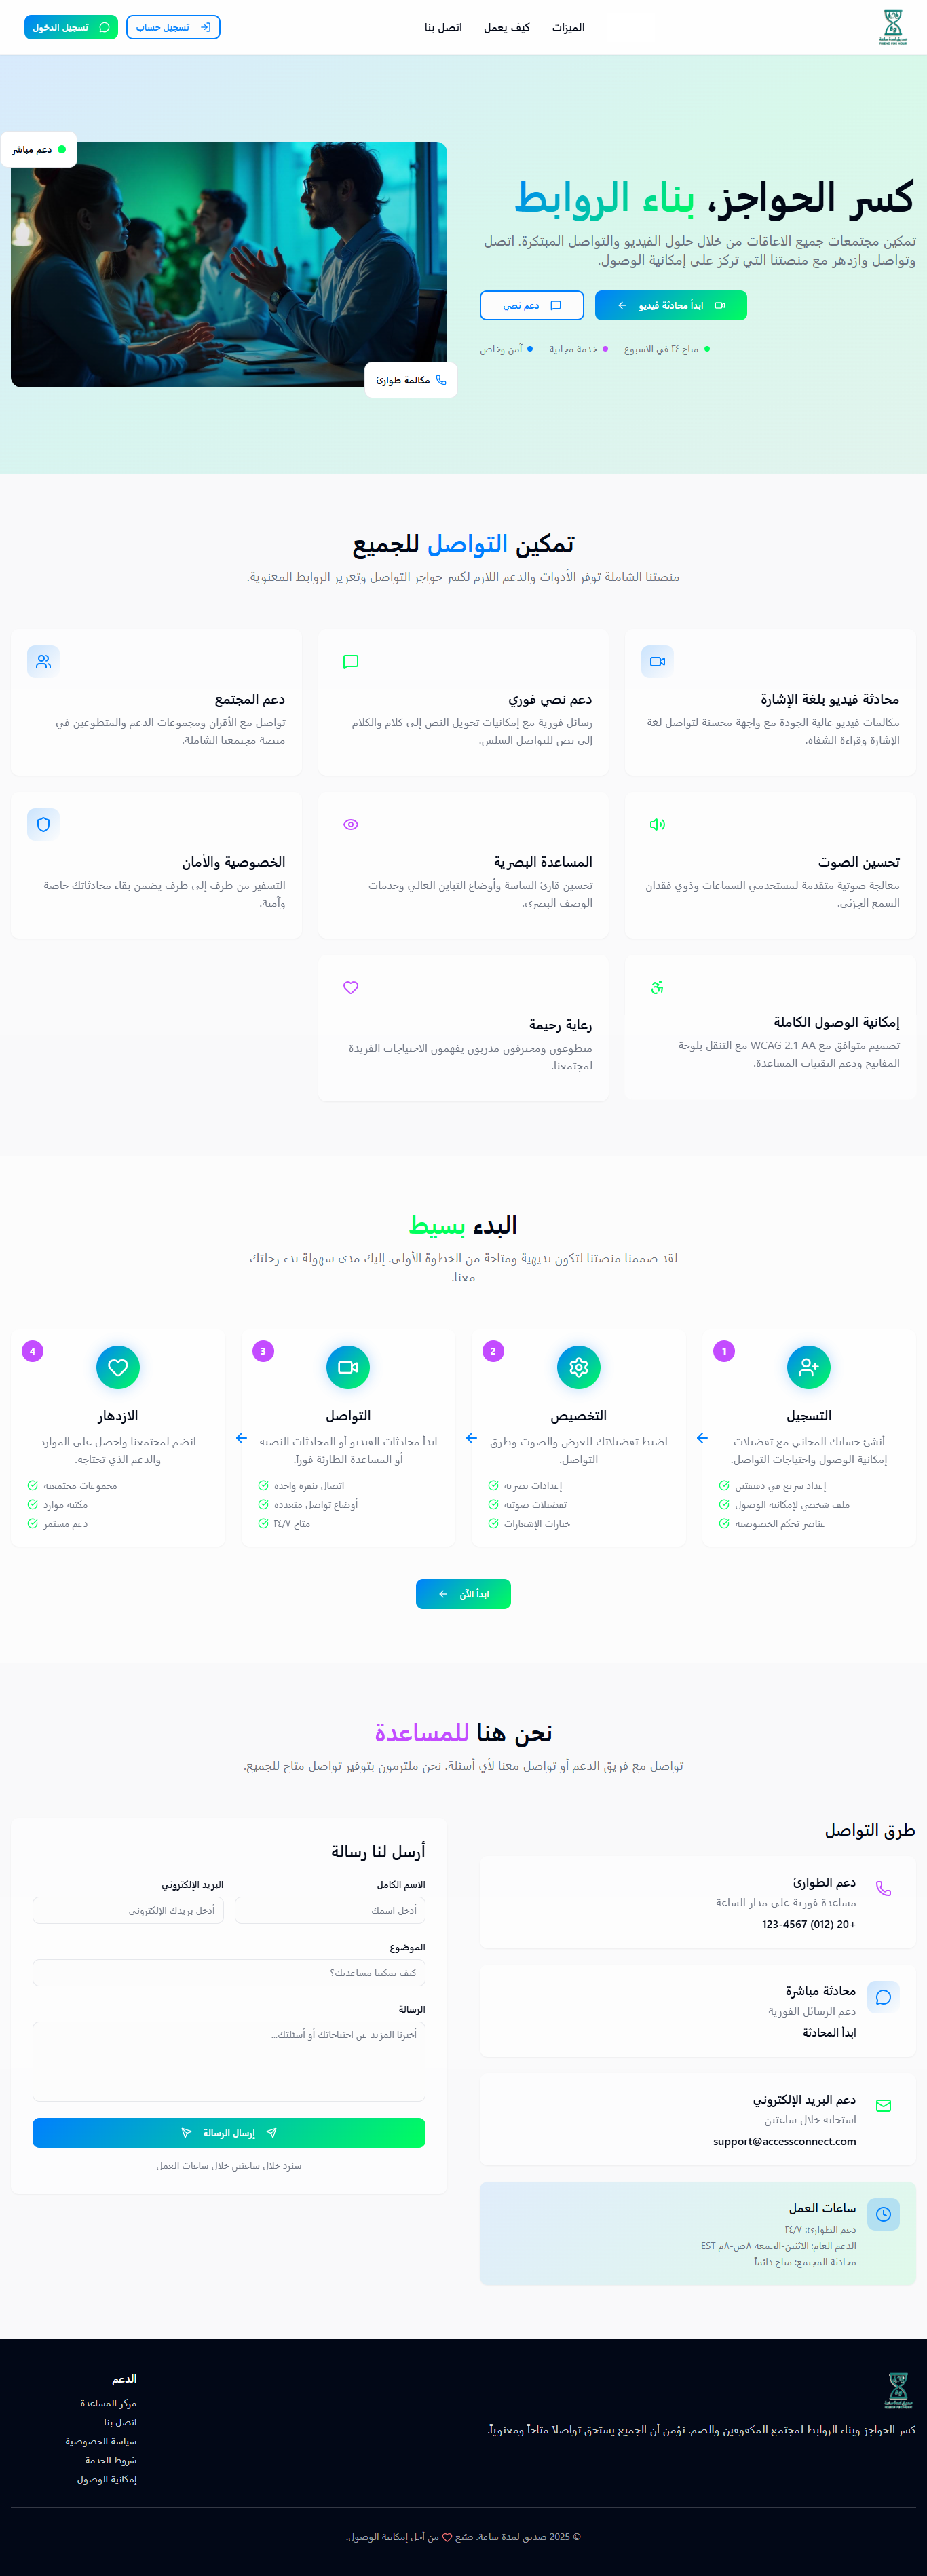 صديق لمدة ساعة
الميزات
كيف يعمل
اتصل بنا
تسجيل حساب
تسجيل الدخول
دعم مباشر
كسر الحواجز، بناء الروابط
تمكين مجتمعات جميع الاعاقات من خلال حلول الفيديو والتواصل المبتكرة. اتصل
وتواصل وازدهر مع منصتنا التي تركز على إمكانية الوصول.
ابدأ محادثة فيديو
دعم نصي
متاح ٢٤ في الاسبوع
خدمة مجانية
آمن وخاص
مكالمة طوارئ
تمكين التواصل للجميع
منصتنا الشاملة توفر الأدوات والدعم اللازم لكسر حواجز التواصل وتعزيز الروابط المعنوية.
محادثة فيديو بلغة الإشارة
مكالمات فيديو عالية الجودة مع واجهة محسنة لتواصل لغة
الإشارة وقراءة الشفاه.
دعم نصي فوري
رسائل فورية مع إمكانيات تحويل النص إلى كلام والكلام
إلى نص للتواصل السلس.
دعم المجتمع
تواصل مع الأقران ومجموعات الدعم والمتطوعين في
منصة مجتمعنا الشاملة.
تحسين الصوت
معالجة صوتية متقدمة لمستخدمي السماعات وذوي فقدان
السمع الجزئي.
المساعدة البصرية
تحسين قارئ الشاشة وأوضاع التباين العالي وخدمات
الوصف البصري.
الخصوصية والأمان
التشفير من طرف إلى طرف يضمن بقاء محادثاتك خاصة
وآمنة.
إمكانية الوصول الكاملة
تصميم متوافق مع WCAG 2.1 AA مع التنقل بلوحة
المفاتيح ودعم التقنيات المساعدة.
رعاية رحيمة
متطوعون ومحترفون مدربون يفهمون الاحتياجات الفريدة
لمجتمعنا.
البدء بسيط
لقد صممنا منصتنا لتكون بديهية ومتاحة من الخطوة الأولى. إليك مدى سهولة بدء رحلتك
معنا.
1
التسجيل
أنشئ حسابك المجاني مع تفضيلات
إمكانية الوصول واحتياجات التواصل.
إعداد سريع في دقيقتين
ملف شخصي لإمكانية الوصول
عناصر تحكم الخصوصية
2
التخصيص
اضبط تفضيلاتك للعرض والصوت وطرق
التواصل.
إعدادات بصرية
تفضيلات صوتية
خيارات الإشعارات
3
التواصل
ابدأ محادثات الفيديو أو المحادثات النصية
أو المساعدة الطارئة فوراً.
اتصال بنقرة واحدة
أوضاع تواصل متعددة
متاح ٢٤/٧
4
الازدهار
انضم لمجتمعنا واحصل على الموارد
والدعم الذي تحتاجه.
مجموعات مجتمعية
مكتبة موارد
دعم مستمر
ابدأ الآن
نحن هنا للمساعدة
تواصل مع فريق الدعم أو تواصل معنا لأي أسئلة. نحن ملتزمون بتوفير تواصل متاح للجميع.
طرق التواصل
دعم الطوارئ
مساعدة فورية على مدار الساعة
+20 (012) 123-4567
محادثة مباشرة
دعم الرسائل الفورية
ابدأ المحادثة
دعم البريد الإلكتروني
استجابة خلال ساعتين
support@accessconnect.com
ساعات العمل
دعم الطوارئ: ٢٤/٧
الدعم العام: الاثنين-الجمعة ٨ص-٨م EST
محادثة المجتمع: متاح دائماً
أرسل لنا رسالة
الاسم الكامل
أدخل اسمك
البريد الإلكتروني
أدخل بريدك الإلكتروني
الموضوع
كيف يمكننا مساعدتك؟
الرسالة
أخبرنا المزيد عن احتياجاتك أو أسئلتك...
إرسال الرسالة
سنرد خلال ساعتين خلال ساعات العمل
صديق لمدة ساعة
كسر الحواجز وبناء الروابط لمجتمع المكفوفين والصم. نؤمن أن الجميع يستحق تواصلاً متاحاً ومعنوياً.
الدعم
مركز المساعدة
اتصل بنا
سياسة الخصوصية
شروط الخدمة
إمكانية الوصول
© 2025 صديق لمدة ساعة. صُنع من أجل إمكانية الوصول.